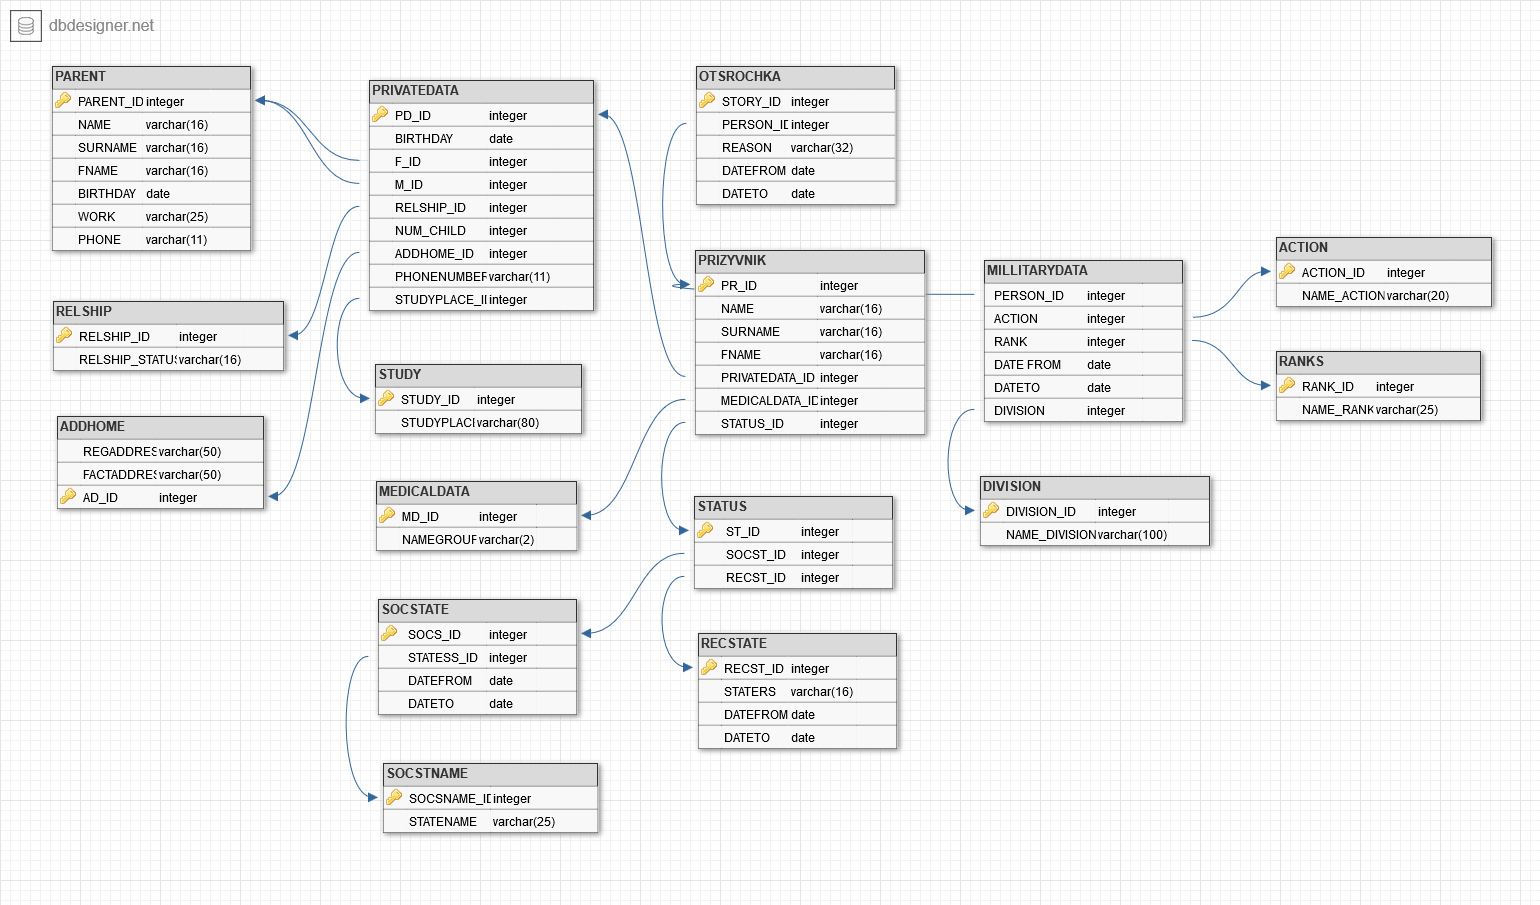 dbdesigner.net
PARENT
PARENT_ID integer
NAME varchar(16)
SURNAME varchar(16)
FNAME varchar(16)
BIRTHDAY date
WORK varchar(25)
PHONE varchar(11)
RELSHIP
RELSHIP_ID integer
RELSHIP_STATU varchar(16)
ADDHOME
REGADDRES varchar(50)
FACTADDRES varchar(50)
AD_ID integer
PRIVATEDATA
PD_ID integer
BIRTHDAY date
F_ID integer
M_ID integer
RELSHIP_ID integer
NUM_CHILD integer
ADDHOME_ID integer
PHONENUMBER varchar(11)
STUDYPLACE_I integer
STUDY
STUDY_ID integer
STUDYPLAC varchar(80)
MEDICALDATA
MD_ID integer
NAMEGROUP varchar(2)
SOCSTATE
SOCS_ID integer
STATESS_ID integer
DATEFROM date
DATETO date
SOCSTNAME
SOCSNAME_ID integer
STATENAME varchar(25)
OTSROCHKA
STORY_ID integer
PERSON_ID integer
REASON varchar(32)
DATEFROM date
DATETO date
PRIZYVNIK
PR_ID integer
NAME varchar(16)
SURNAME varchar(16)
FNAME varchar(16)
PRIVATEDATA_ID integer
MEDICALDATA_ID integer
STATUS_ID integer
STATUS
ST_ID integer
SOCST_ID integer
RECST_ID integer
RECSTATE
RECST_ID integer
STATERS varchar(16)
DATEFROM date
DATETO date
MILLITARYDATA
PERSON_ID integer
ACTION integer
RANK integer
DATE FROM date
DATETO date
DIVISION integer
DIVISION
DIVISION_ID integer
NAME_DIVISION varchar(100)
ACTION
ACTION_ID integer
NAME_ACTION varchar(20)
RANKS
RANK_ID integer
NAME_RANK varchar(25)